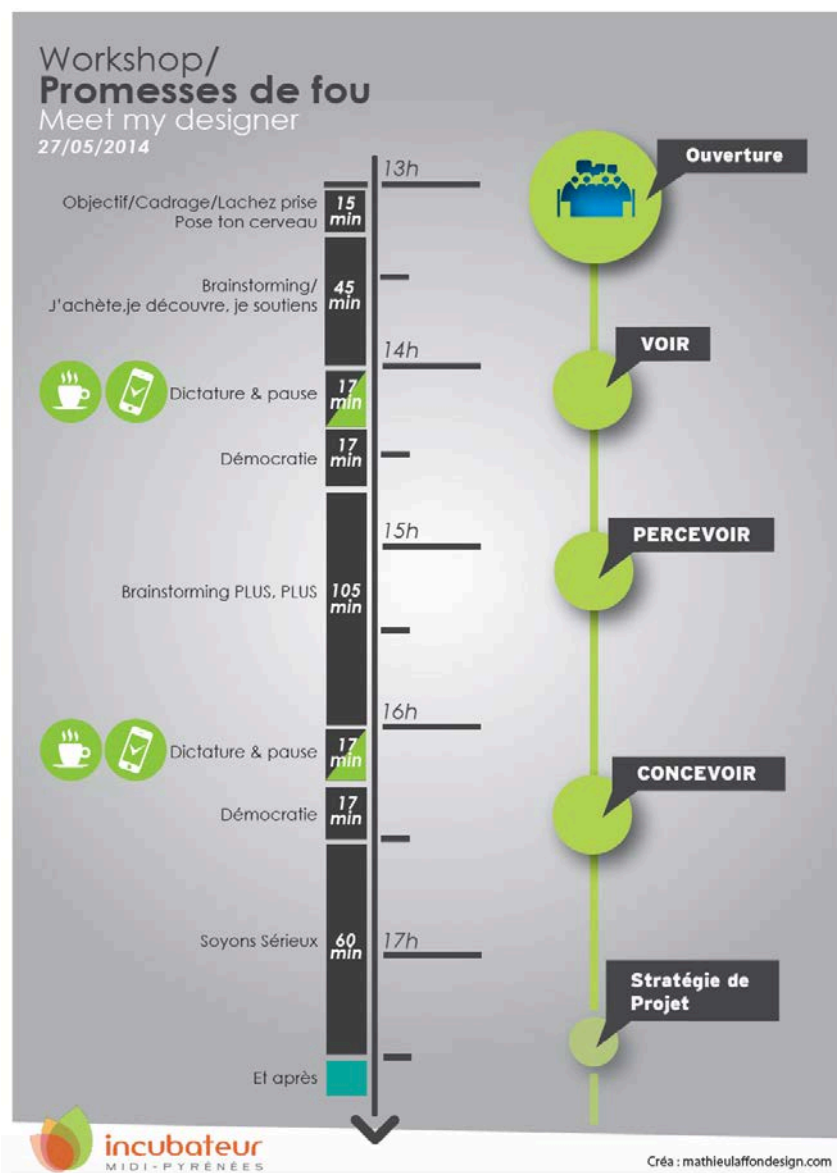 Workshop/
Promesses de fou
Meet my designer
27/05/2014
13h
Ouverture
Objectif/Cadrage/Lachez prise
Pose ton cerveau
15
min
Brainstorming/
J'achète,je découvre, je soutiens
45
min
14h
VOIR
Dictature & pause
17
min
Démocratie
17
min
15h
PERCEVOIR
Brainstorming PLUS, PLUS
105
min
16h
Dictature & pause
17
min
CONCEVOIR
Démocratie
17
min
Soyons Sérieux
60
min
17h
Stratégie de
Projet
Et après
incubateur
MIDI-PYRÉNÉES
Créa : mathieulaffondesign.com